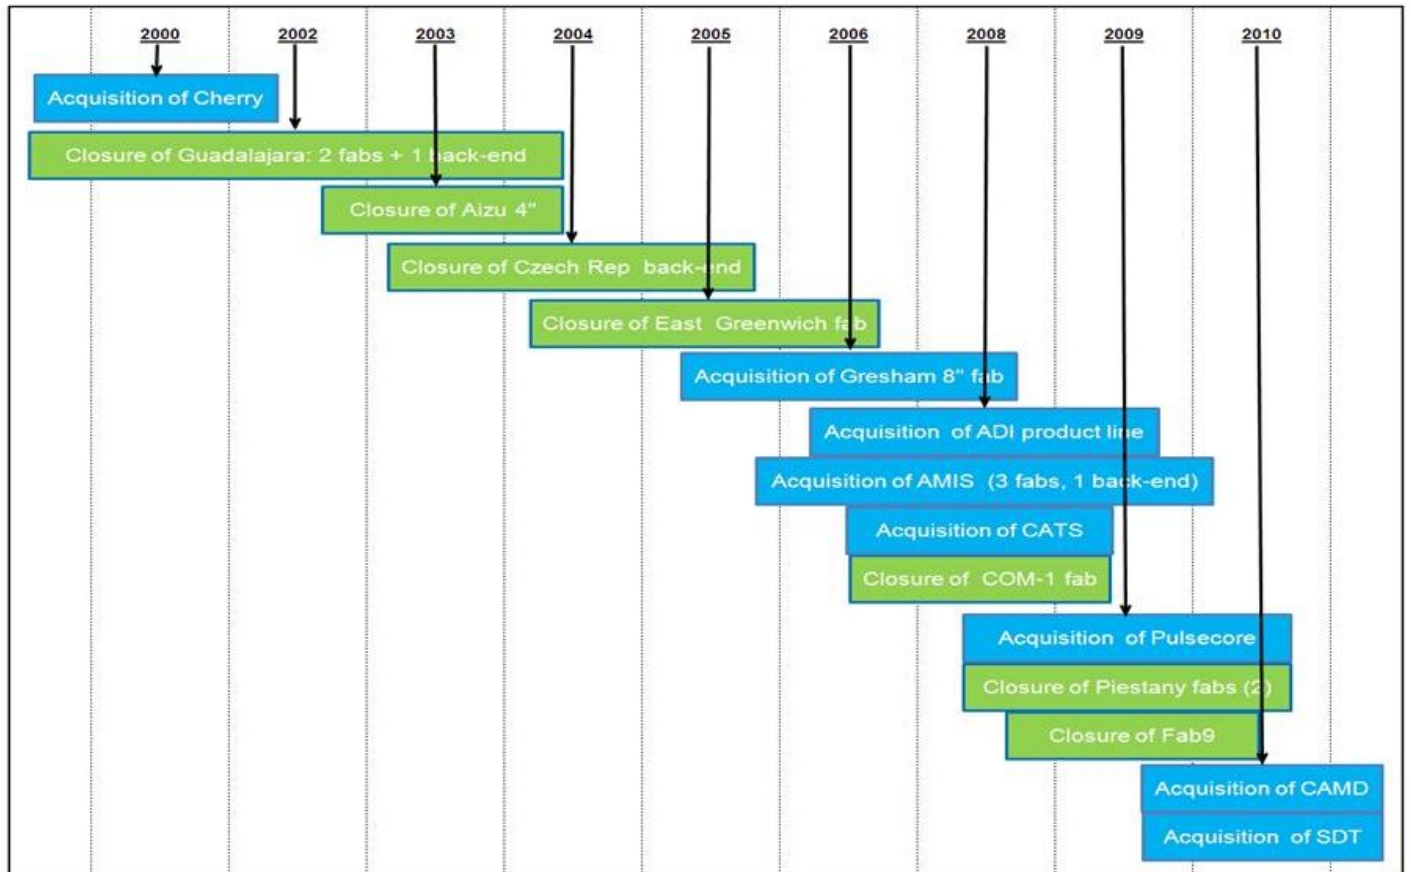 2000 2002 2003 2004 2005 2006 2008 2009 2010
Acquisition of Cherry
Closure of Guadalajara: 2 fabs + 1 back-end
Closure of Aizu 4"
Closure of Czech Rep back-end
Closure of East Greenwich fab
Acquisition of Gresham 8" fab
Acquisition of ADI product line
Acquisition of AMIS (3 fabs, 1 back-end)
Acquisition of CATS
Closure of COM-1 fab
Acquisition of Pulsecore
Closure of Piestany fabs (2)
Closure of Fab9
Acquisition of CAMD
Acquisition of SDT